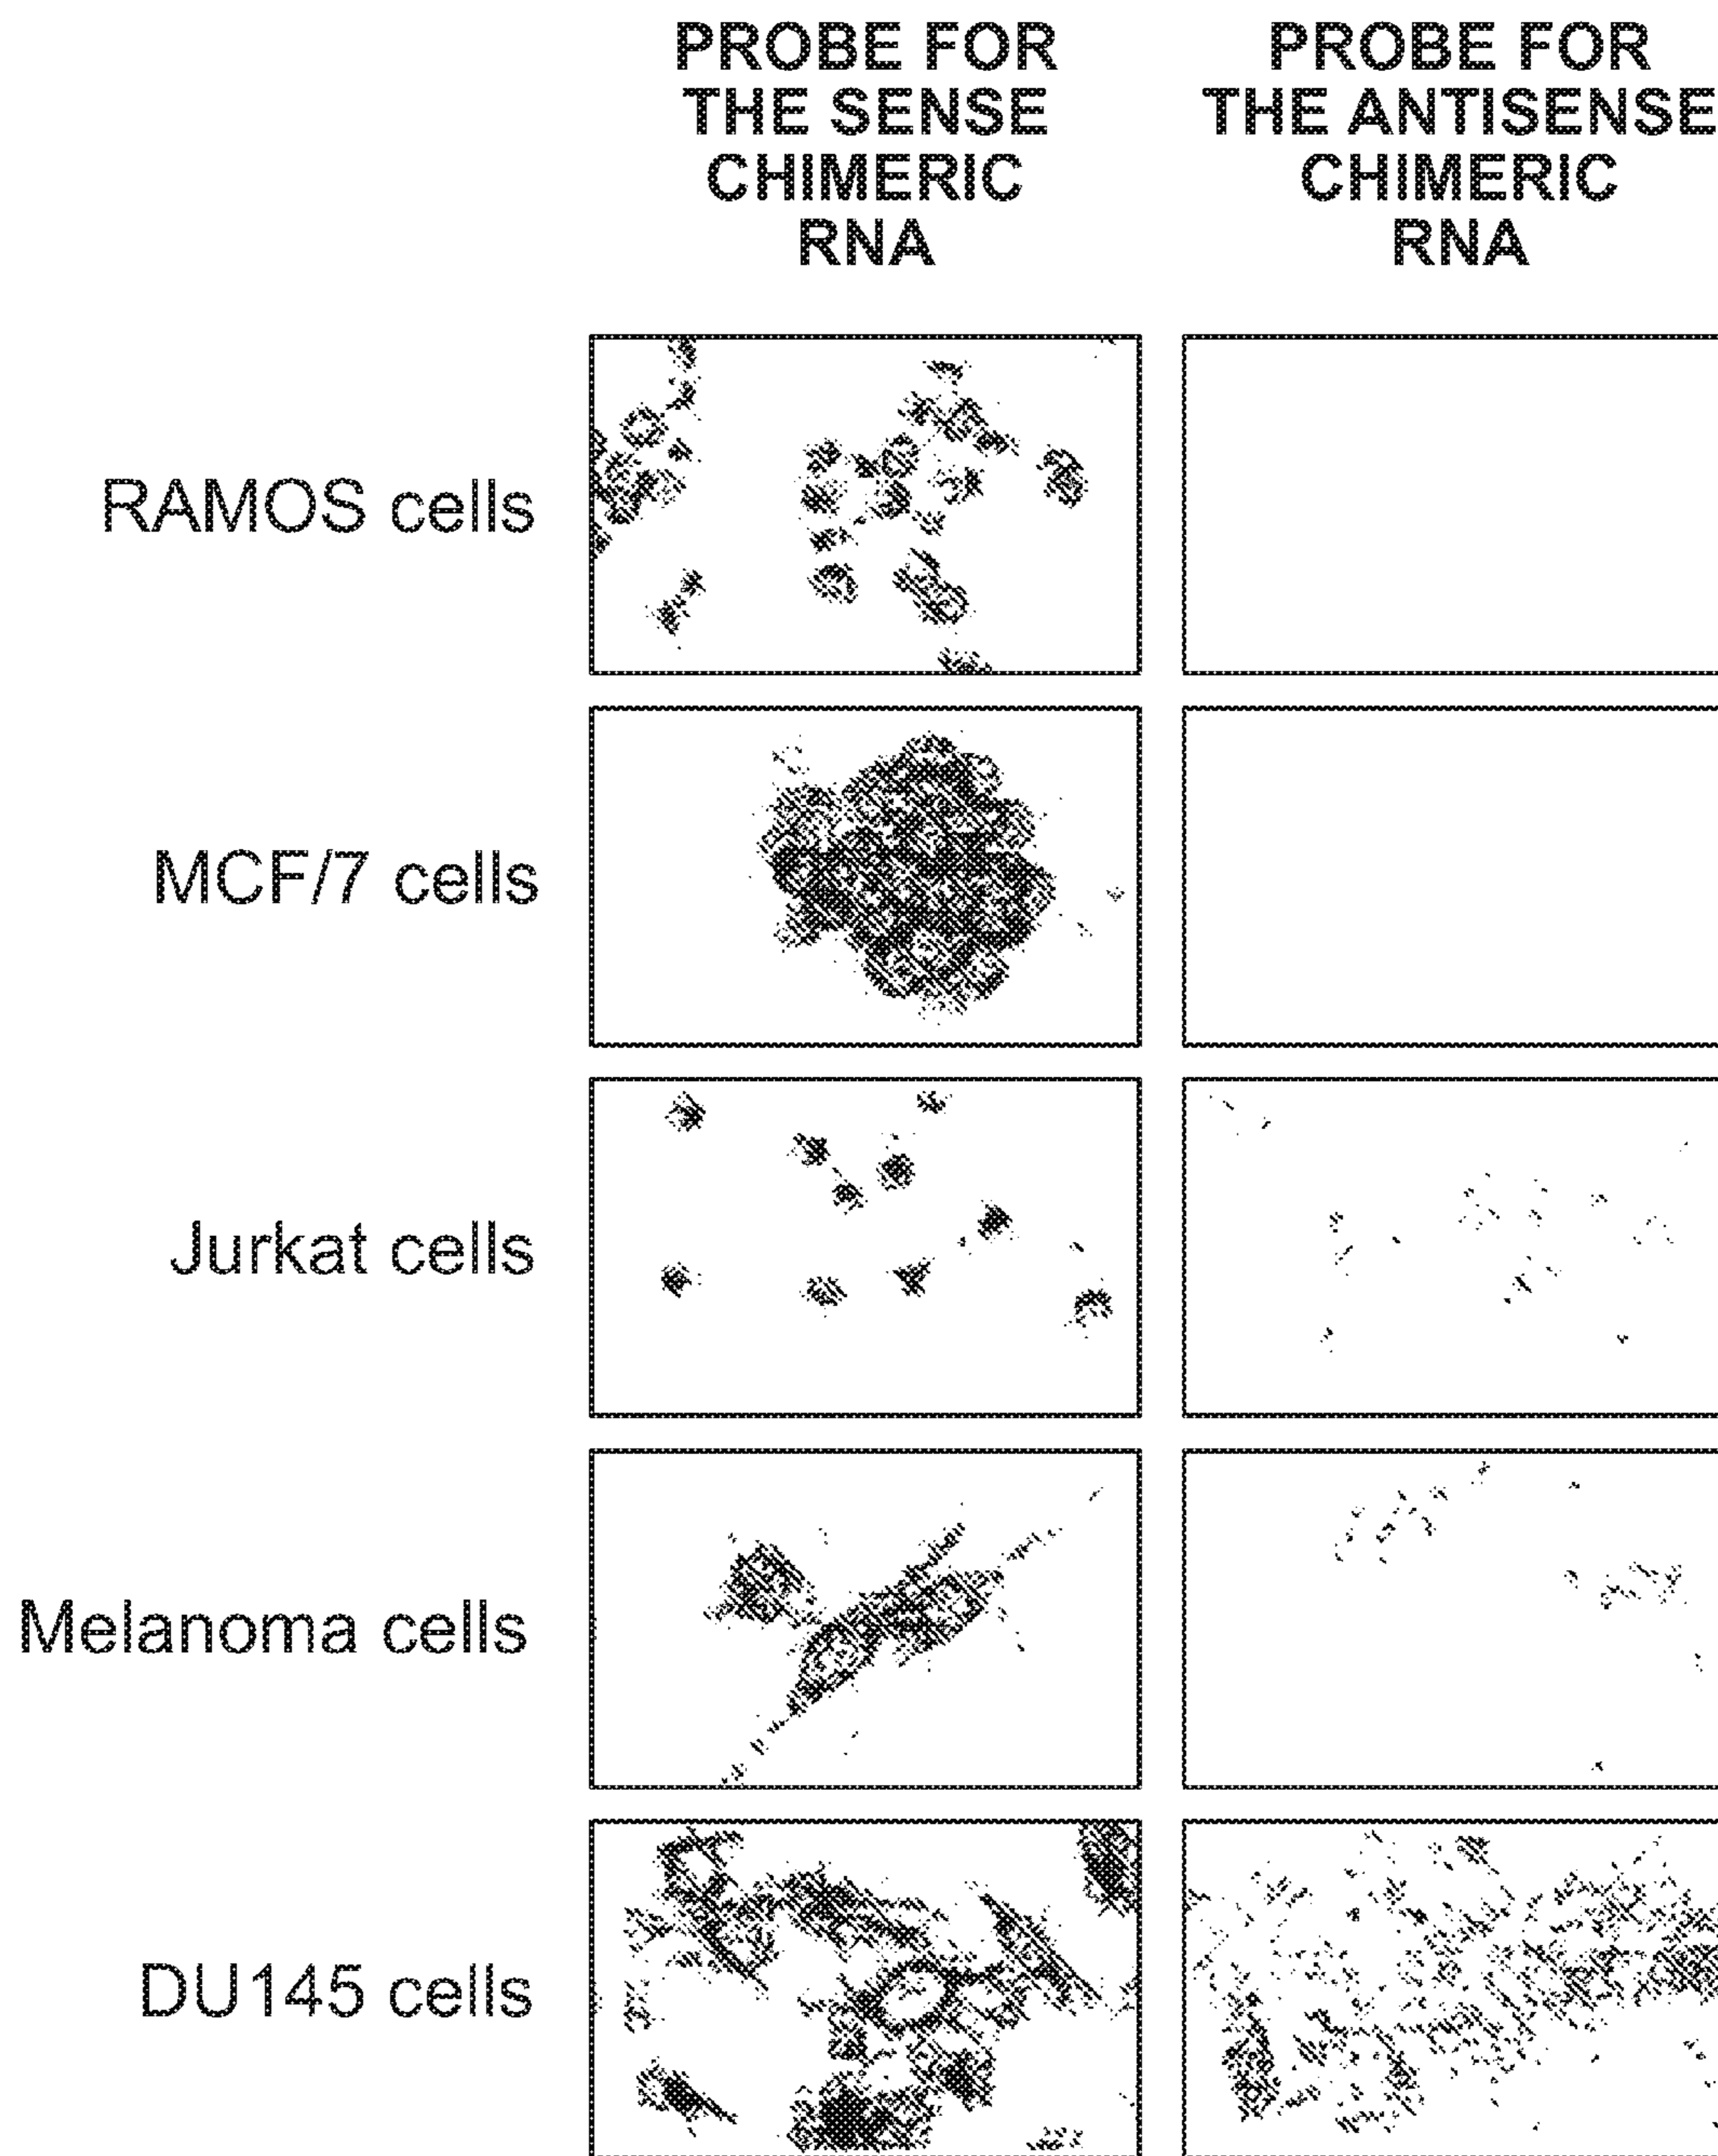 PROBE FOR
THE SENSE
CHIMERIC
RNA
PROBE FOR
THE ANTISENSE
CHIMERIC
RNA
RAMOS cells
MCF/7 cells
Jurkat cells
Melanoma cells
DU145 cells